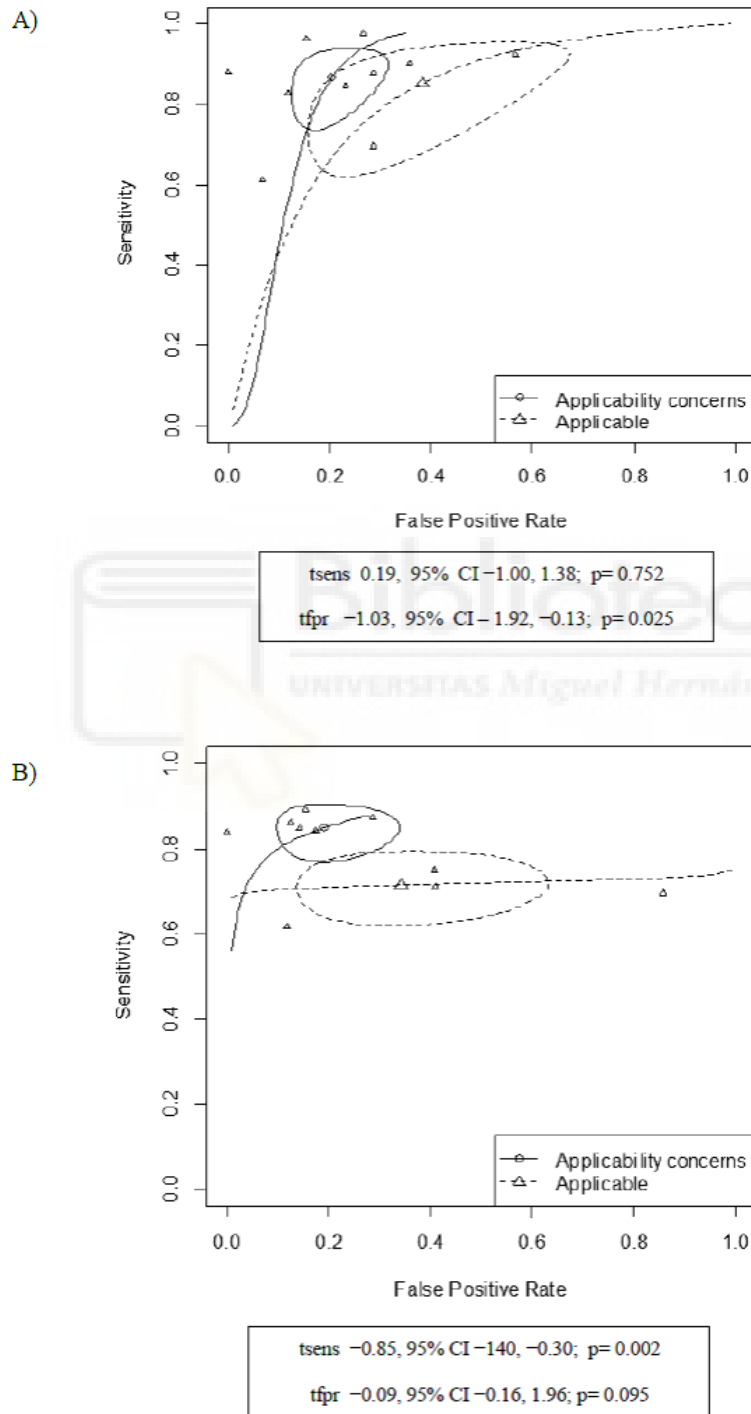 A)
1.0
0.8
0.6
0.4
0.2
0.0
Sensitivity
Applicability concerns
Applicable
0.0 0.2 0.4 0.6 0.8 1.0
False Positive Rate
tsens 0.19, 95% CI −1.00, 1.38; p= 0.752
tfpr −1.03, 95% CI – 1.92, −0.13; p= 0.025
Bibliotec
UNIVERSITAS Miguel Hernán
B)
1.0
0.8
0.6
0.4
0.2
0.0
Sensitivity
Applicability concerns
Applicable
0.0 0.2 0.4 0.6 0.8 1.0
False Positive Rate
tsens −0.85, 95% CI −140, −0.30; p= 0.002
tfpr −0.09, 95% CI −0.16, 1.96; p= 0.095